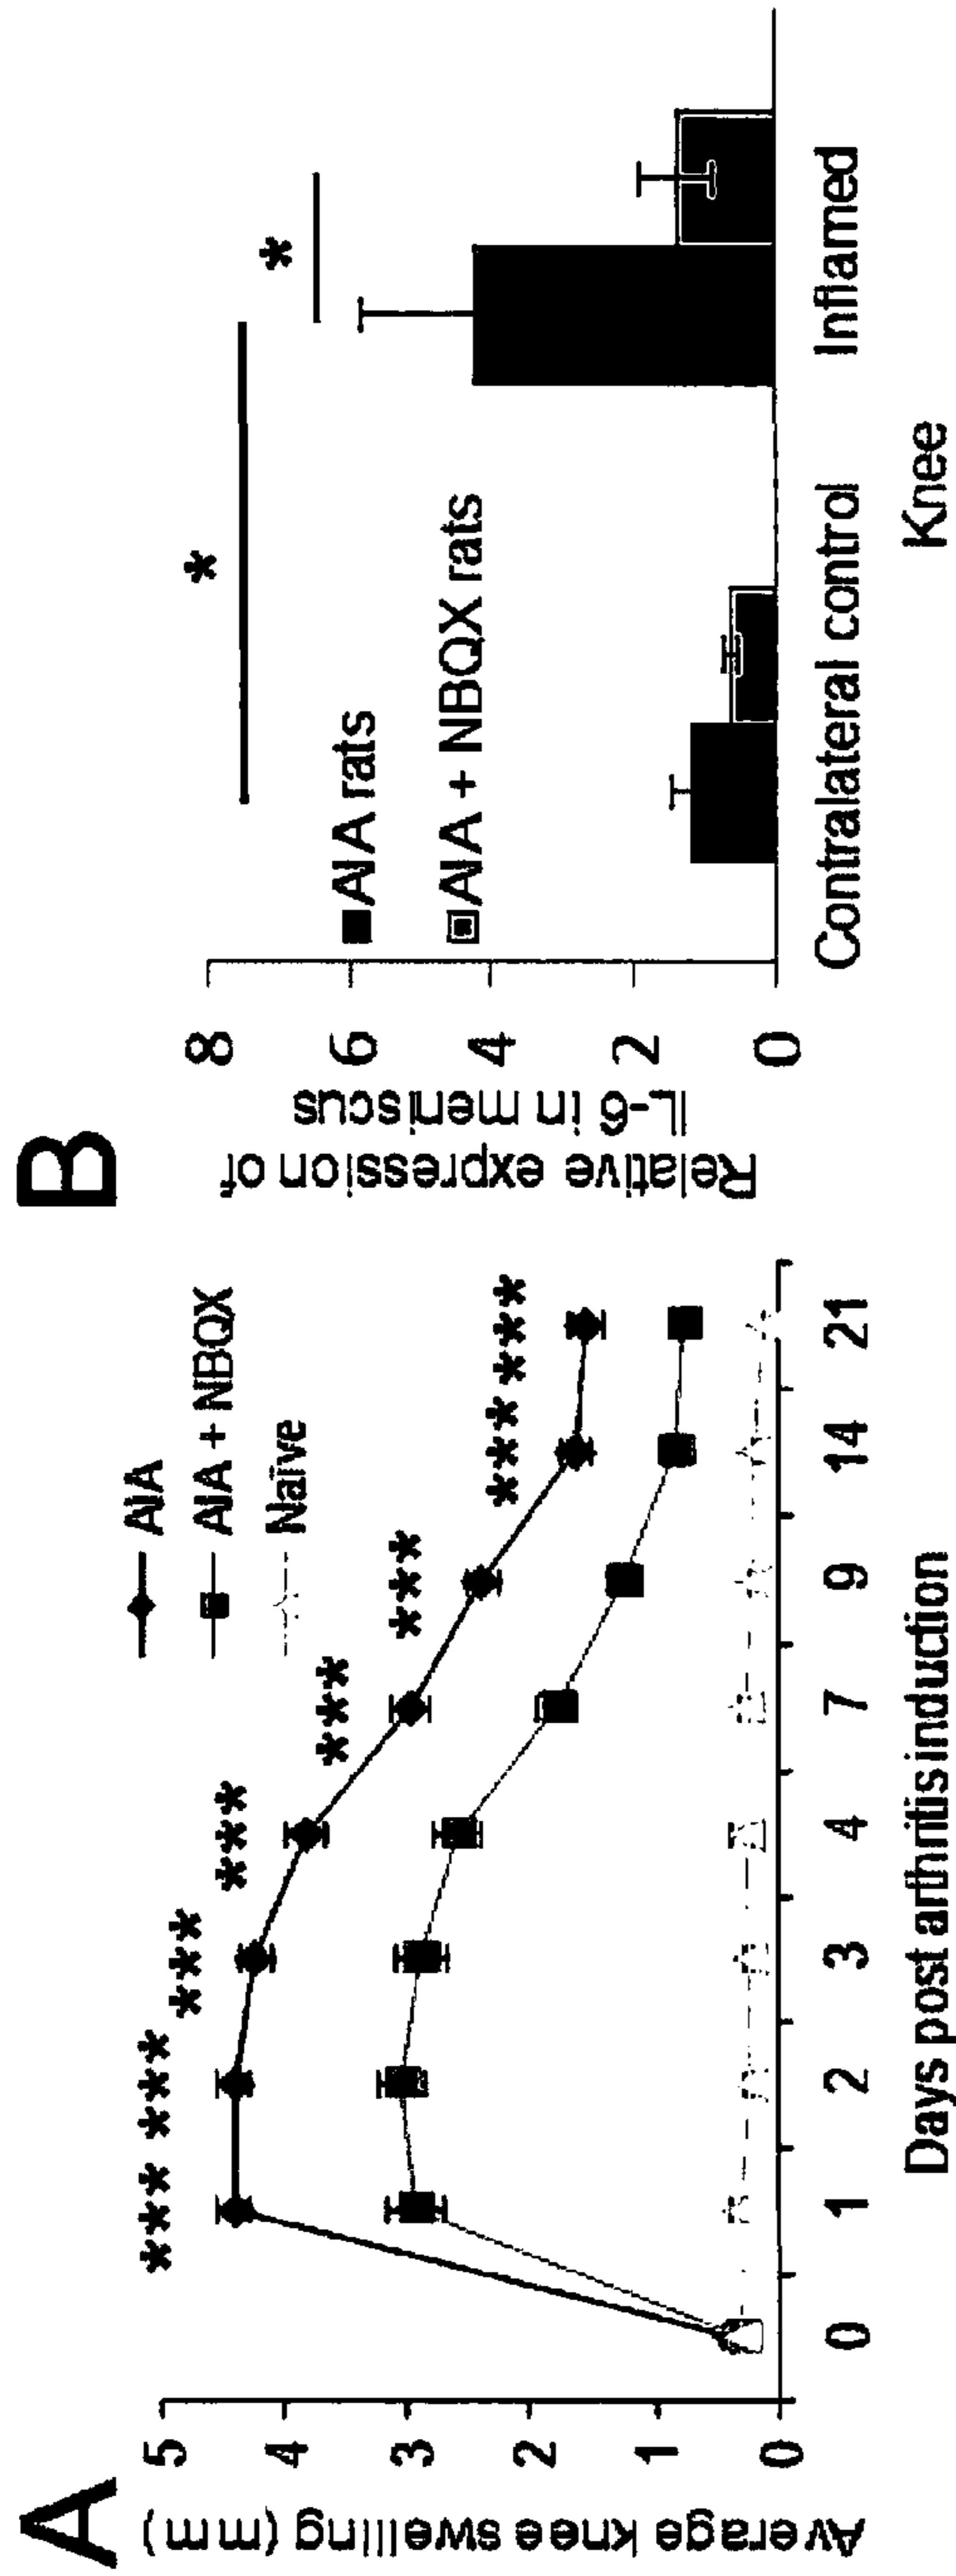 A
Average knee swelling (mm)
5
4
3
2
1
0
AIA
AIA + NBQX
Naïve
*** ***
***
***
***
***
*** ***
0 1 2 3 4 7 9 14 21
Days post arthritis induction
B
Relative expression of
IL-6 in meniscus
8
6
4
2
0
*
*
AIA rats
AIA + NBQX rats
Contralateral control Inflamed
Knee